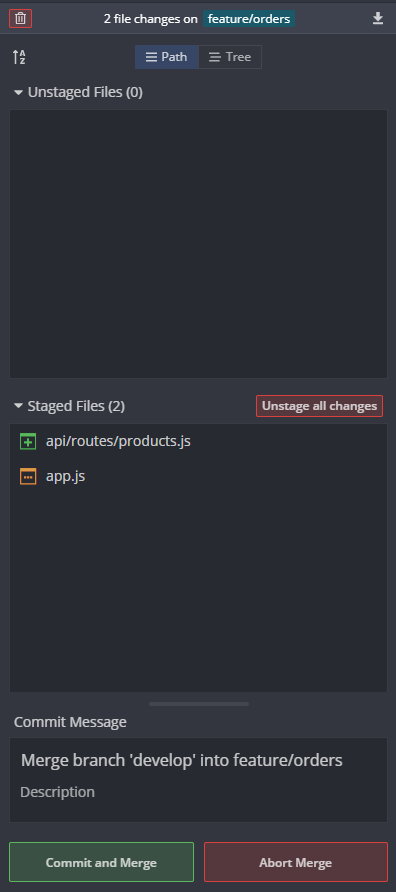 2 file changes on feature/orders
A
Z
Path
Tree
Unstaged Files (0)
Staged Files (2)
Unstage all changes
api/routes/products.js
app.js
Commit Message
Merge branch 'develop' into feature/orders
Description
Commit and Merge
Abort Merge